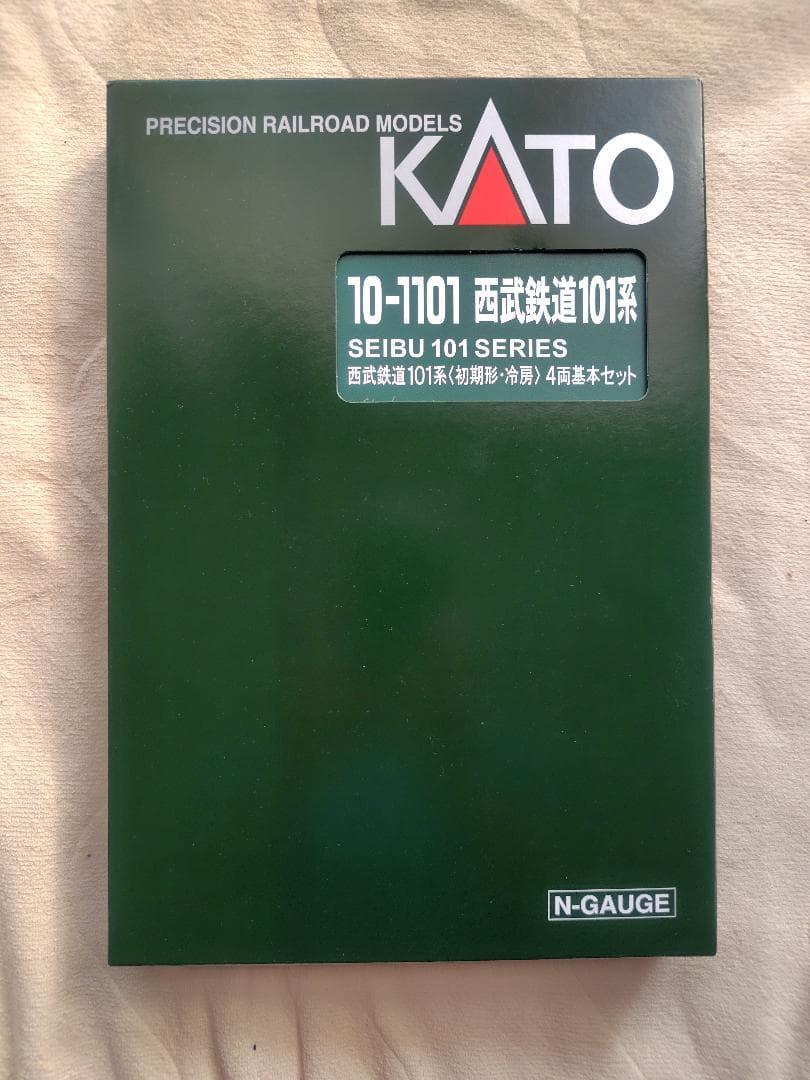 PRECISION RAILROAD MODELS
KATO
10-1101 西武鉄道101系
SEIBU 101 SERIES
西武鉄道101系〈初期形・冷房〉4両基本セット
N-GAUGE